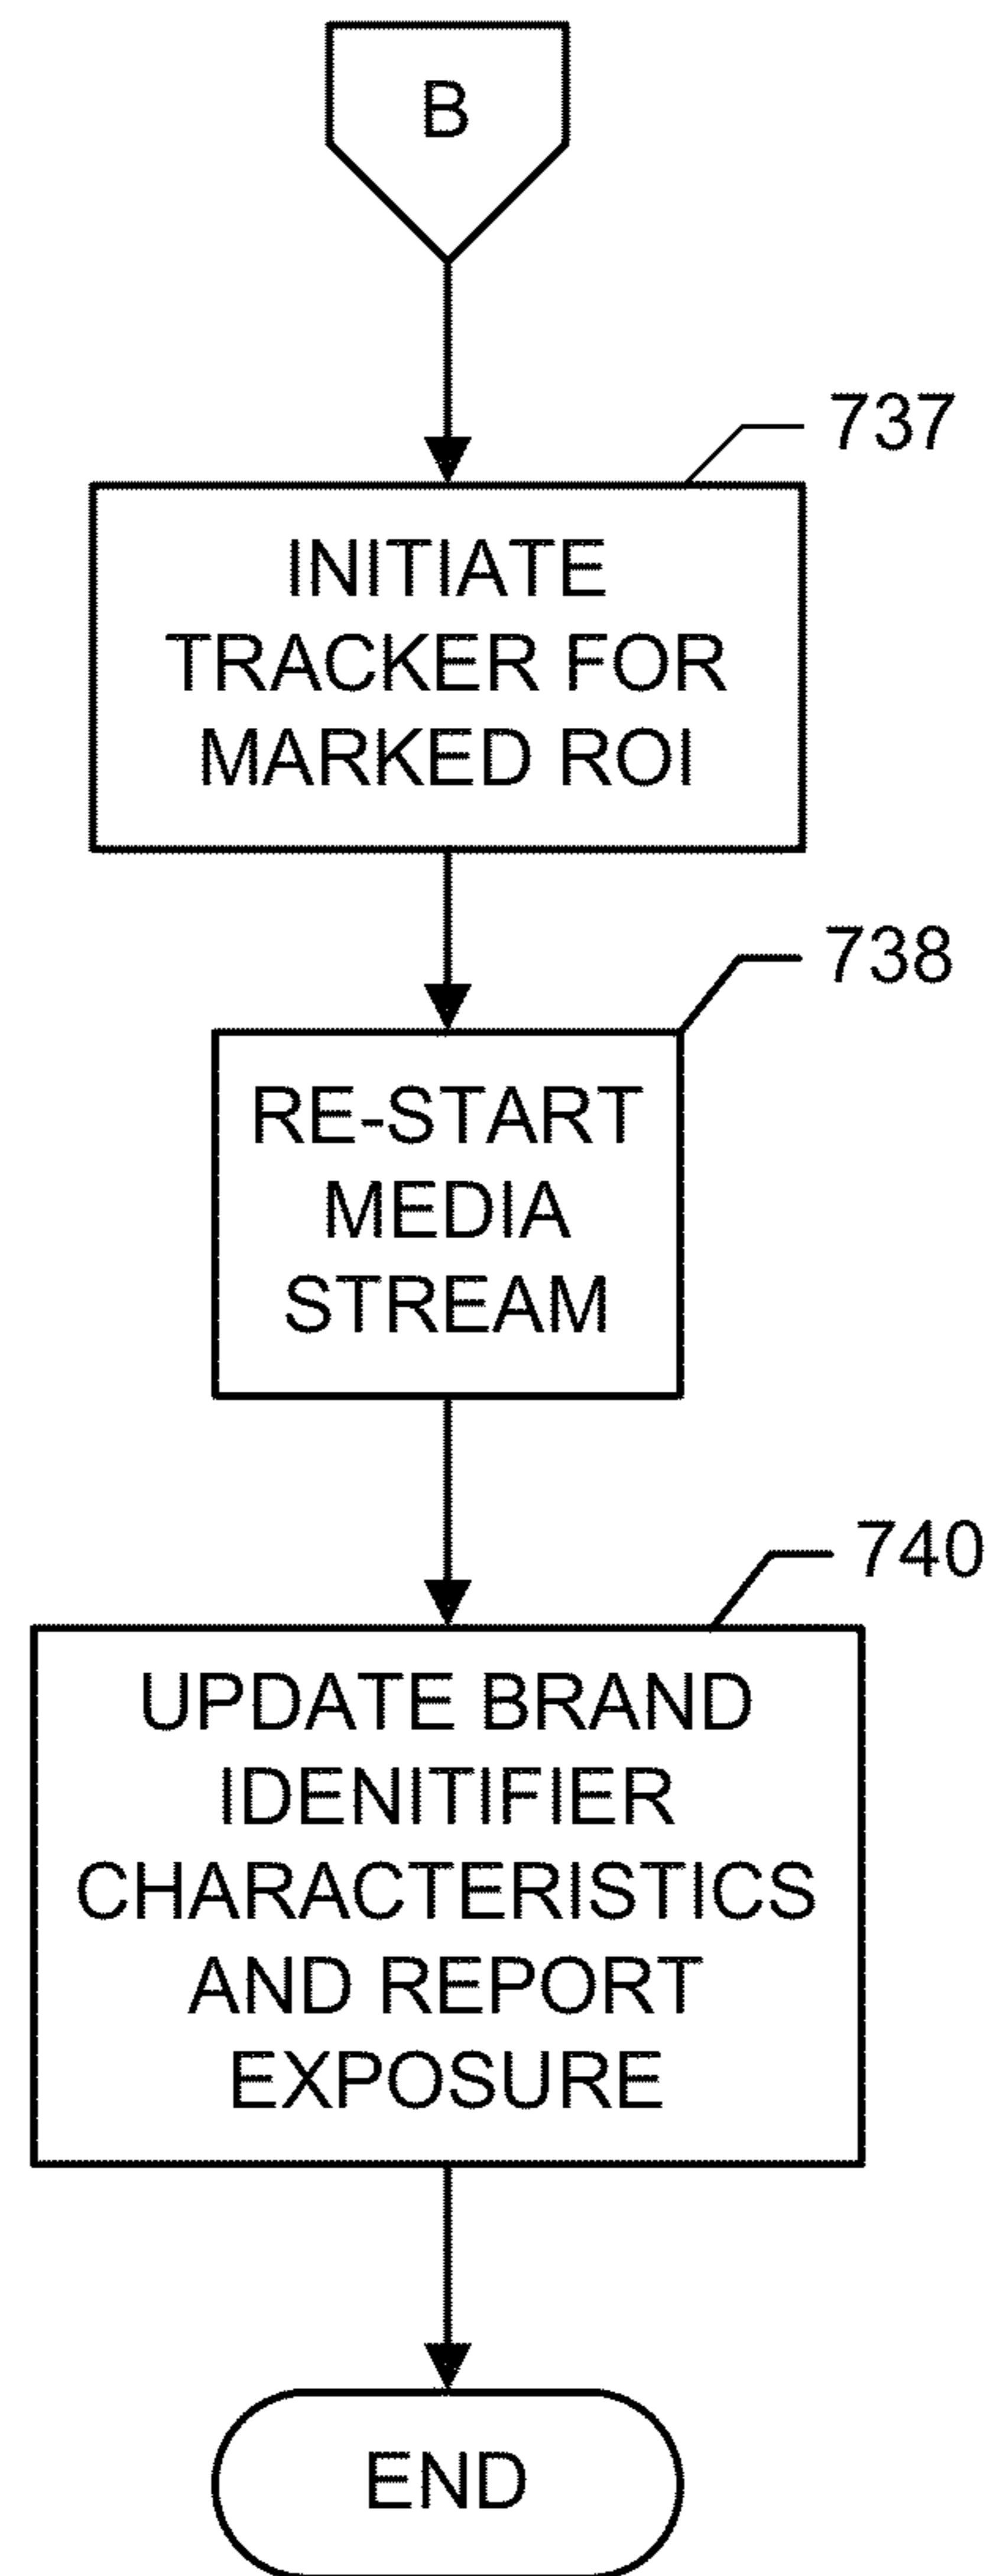 B
737
INITIATE
TRACKER FOR
MARKED ROI
738
RE-START
MEDIA
STREAM
740
UPDATE BRAND
IDENITIFIER
CHARACTERISTICS
AND REPORT
EXPOSURE
END